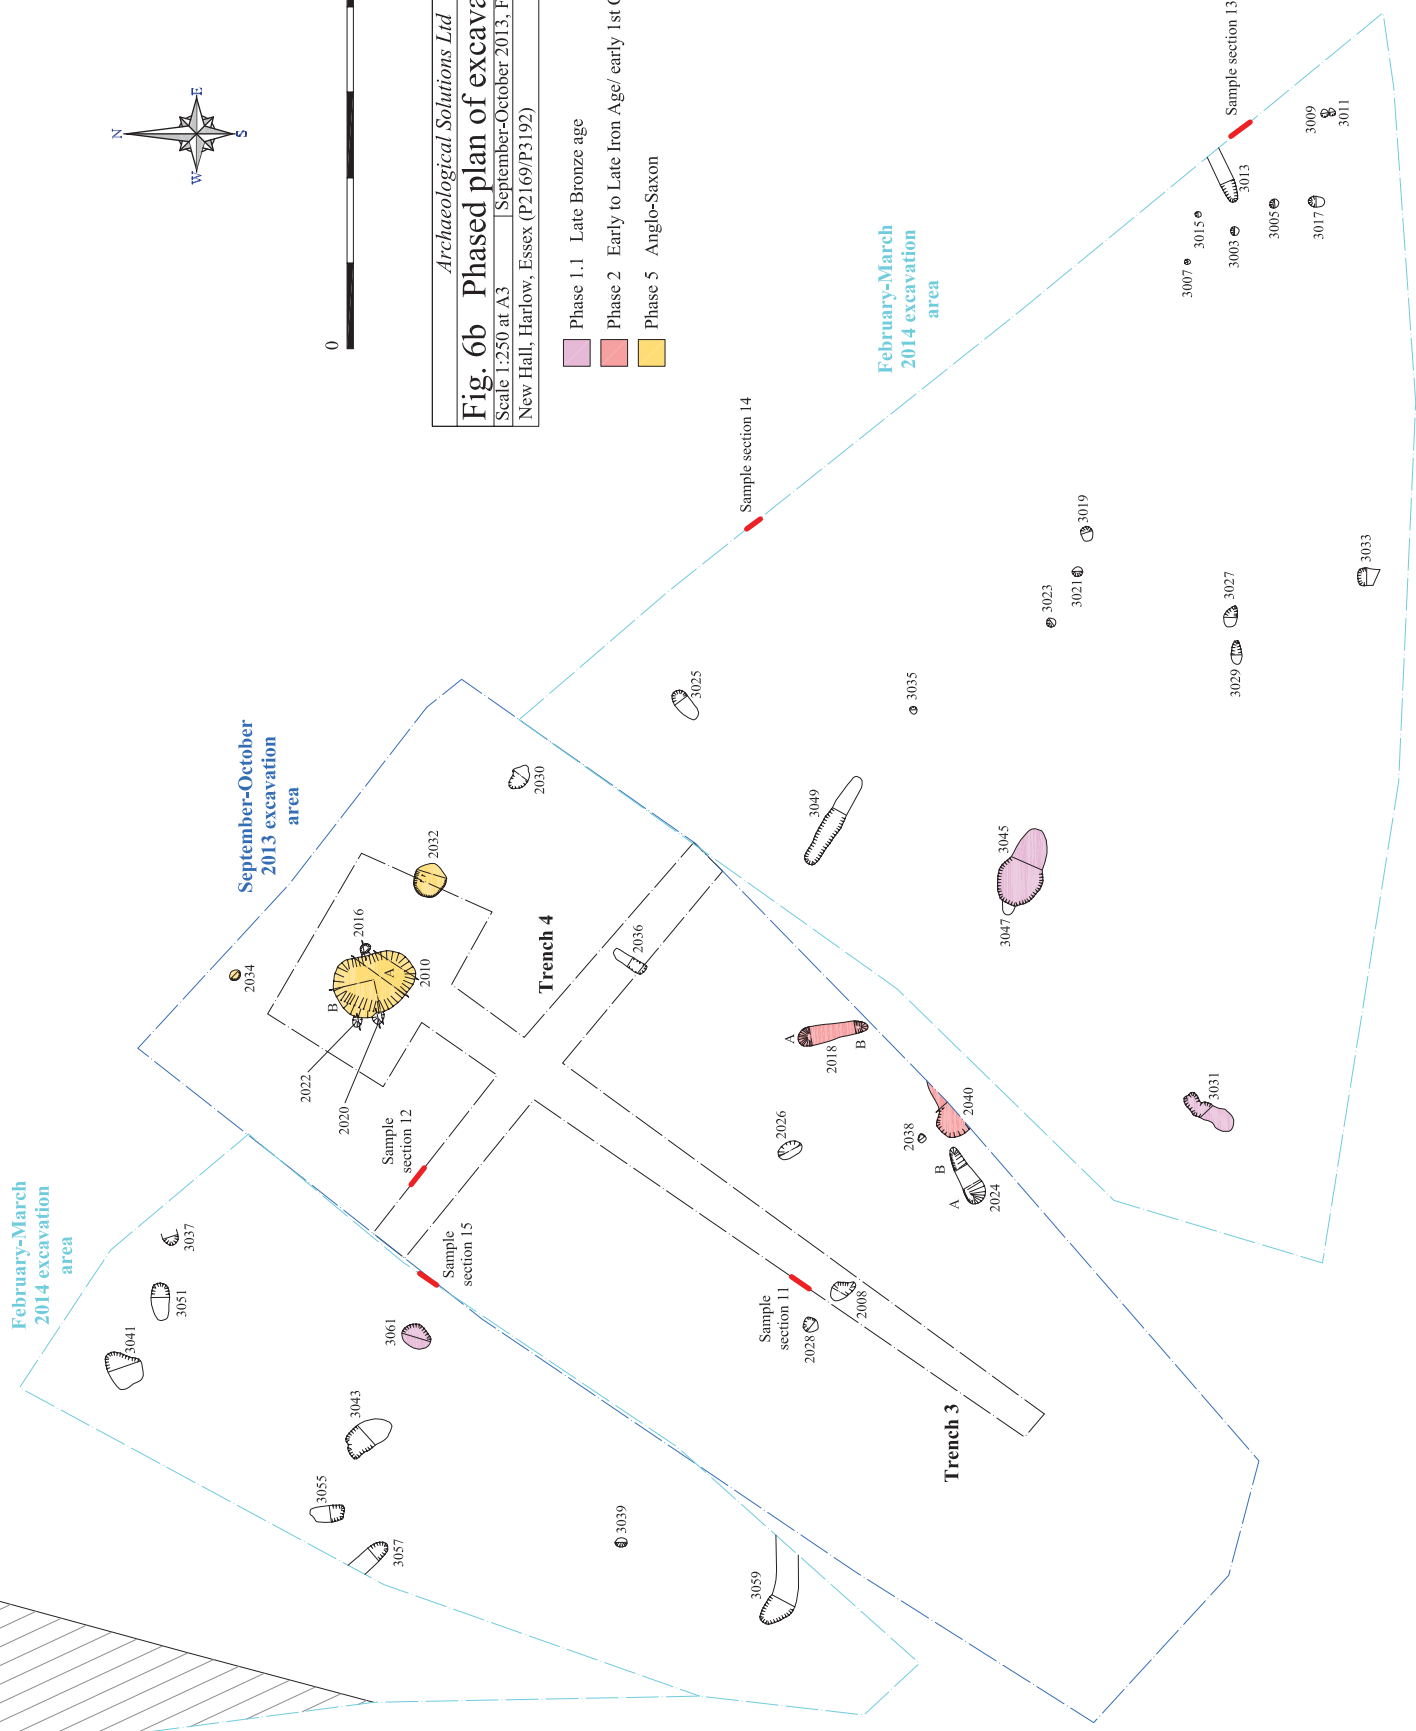 N
E
W
S
0
Archaeological Solutions Ltd
Fig. 6b Phased plan of excava
Scale 1:250 at A3
September-October 2013, F
New Hall, Harlow, Essex (P2169/P3192)
Phase 1.1 Late Bronze age
Phase 2 Early to Late Iron Age/ early 1st
Phase 5 Anglo-Saxon
Sample section 13
3009
3011
3013
3015
3005
3003
3017
3007
February-March
2014 excavation
area
Sample section 14
3019
3021
3023
3027
3029
3033
3025
3035
September-October
2013 excavation
area
2030
2032
3049
3045
3047
2034
2016
B
A
2010
2022
2020
Trench 4
2036
A
2018
B
Sample
section 12
2026
2038
2040
B
A
2024
3031
February-March
2014 excavation
area
3037
3051
3041
Sample
section 15
3061
Sample
section 11
2008
2028
3043
3055
3057
3039
3059
Trench 3